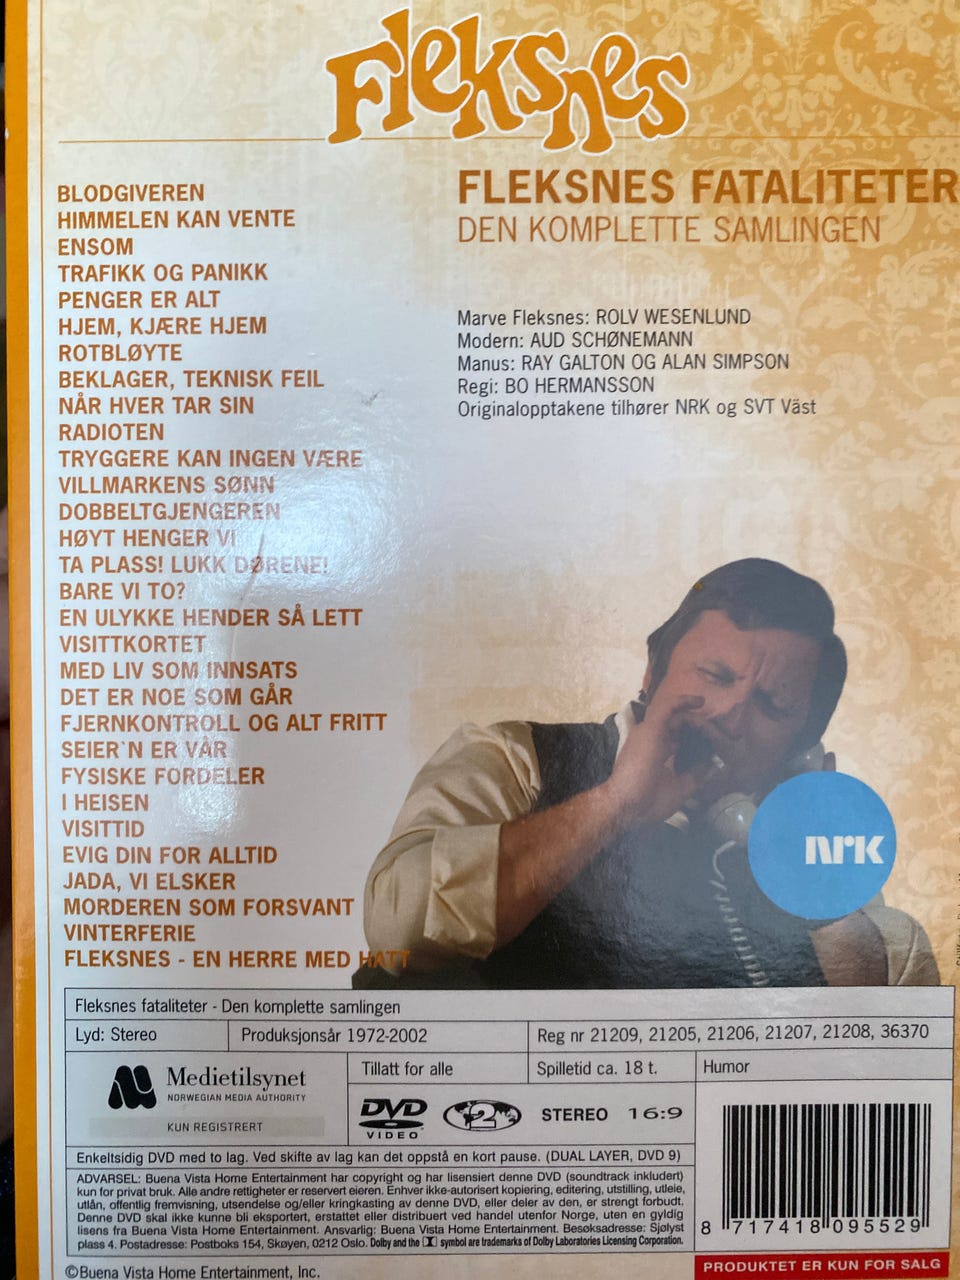 Fleksnes
BLODGIVEREN
HIMMELEN KAN VENTE
ENSOM
TRAFIKK OG PANIKK
PENGER ER ALT
HJEM, KJÆRE HJEM
ROTBLØYTE
BEKLAGER, TEKNISK FEIL
NÅR HVER TAR SIN
RADIOTEN
TRYGGERE KAN INGEN VÆRE
VILLMARKENS SØNN
DOBBELTGJENGEREN
HØYT HENGER VI
TA PLASS! LUKK DØRENE!
BARE VI TO?
EN ULYKKE HENDER SÅ LETT
VISITTKORTET
MED LIV SOM INNSATS
DET ER NOE SOM GÅR
FJERNKONTROLL OG ALT FRITT
SEIER`N ER VÅR
FYSISKE FORDELER
I HEISEN
VISITTID
EVIG DIN FOR ALLTID
JADA, VI ELSKER
MORDEREN SOM FORSVANT
VINTERFERIE
FLEKSNES - EN HERRE MED HATT
FLEKSNES FATALITETER
DEN KOMPLETTE SAMLINGEN
Marve Fleksnes: ROLV WESENLUND
Modern: AUD SCHØNEMANN
Manus: RAY GALTON OG ALAN SIMPSON
Regi: BO HERMANSSON
Originalopptakene tilhører NRK og SVT Väst
NRK
Fleksnes fataliteter - Den komplette samlingen
Lyd: Stereo
Produksjonsår 1972-2002
Reg nr 21209, 21205, 21206, 21207, 21208, 36370
Medietilsynet
NORWEGIAN MEDIA AUTHORITY
KUN REGISTRERT
Tillatt for alle
Spilletid ca. 18 t.
Humor
DVD
VIDEO
2
STEREO
16:9
Enkeltsidig DVD med to lag. Ved skifte av lag kan det oppstå en kort pause. (DUAL LAYER, DVD 9)
ADVARSEL: Buena Vista Home Entertainment har copyright og har lisensiert denne DVD (soundtrack inkludert)
kun for privat bruk. Alle andre rettigheter er reservert eieren. Enhver ikke-autorisert kopiering, editering, utstilling, utleie,
utlån, offentlig fremvisning, utsendelse og/eller kringkasting av denne DVD, eller deler av den, er strengt forbudt.
Denne DVD skal ikke kunne bli eksportert, erstattet eller distribuert ved handel utenfor Norge, uten en gyldig
lisens fra Buena Vista Home Entertainment. Ansvarlig: Buena Vista Home Entertainment. Besøksadresse: Sjølyst
plass 4. Postadresse: Postboks 154, Skøyen, 0212 Oslo. Dolby and the symbol are trademarks of Dolby Laboratories Licensing Corporation.
8 717418 095529
PRODUKTET ER KUN FOR SALG
©Buena Vista Home Entertainment, Inc.